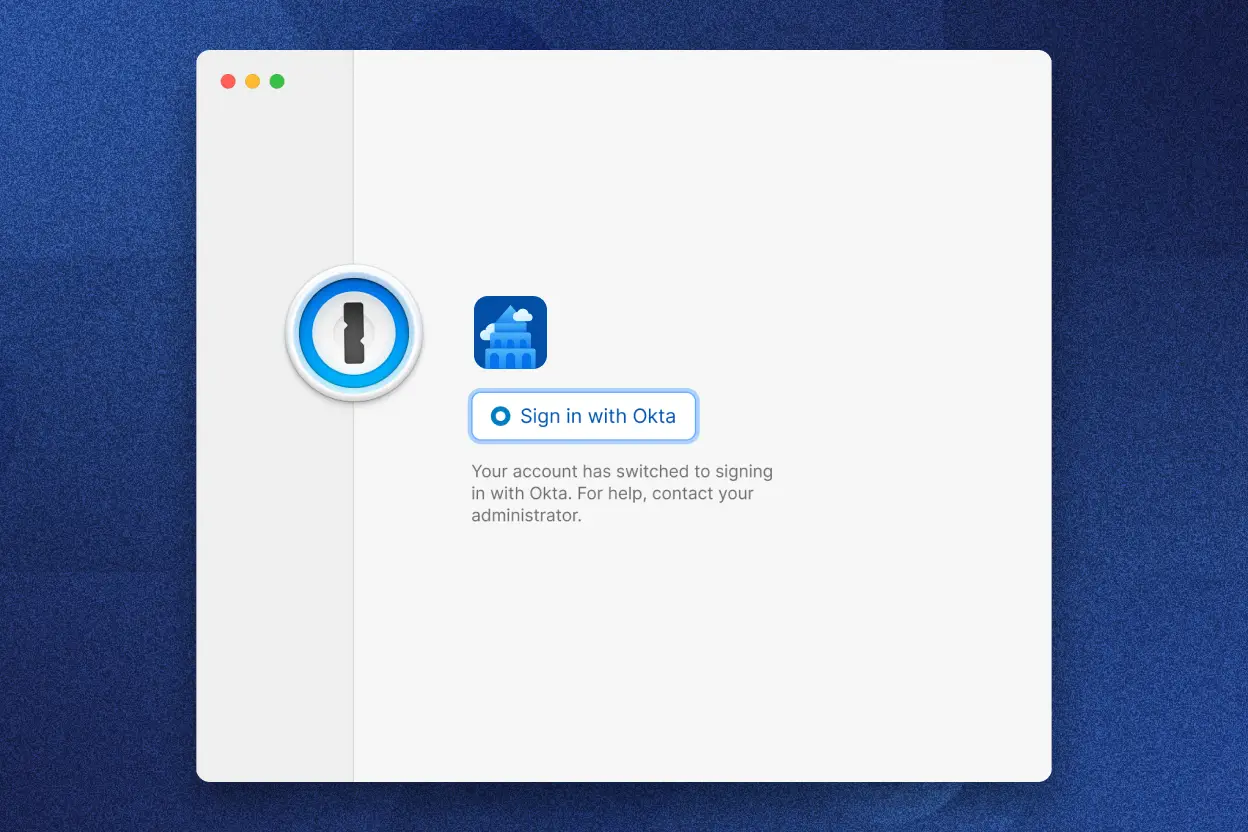 Sign in with Okta
Your account has switched to signing
in with Okta. For help, contact your
administrator.